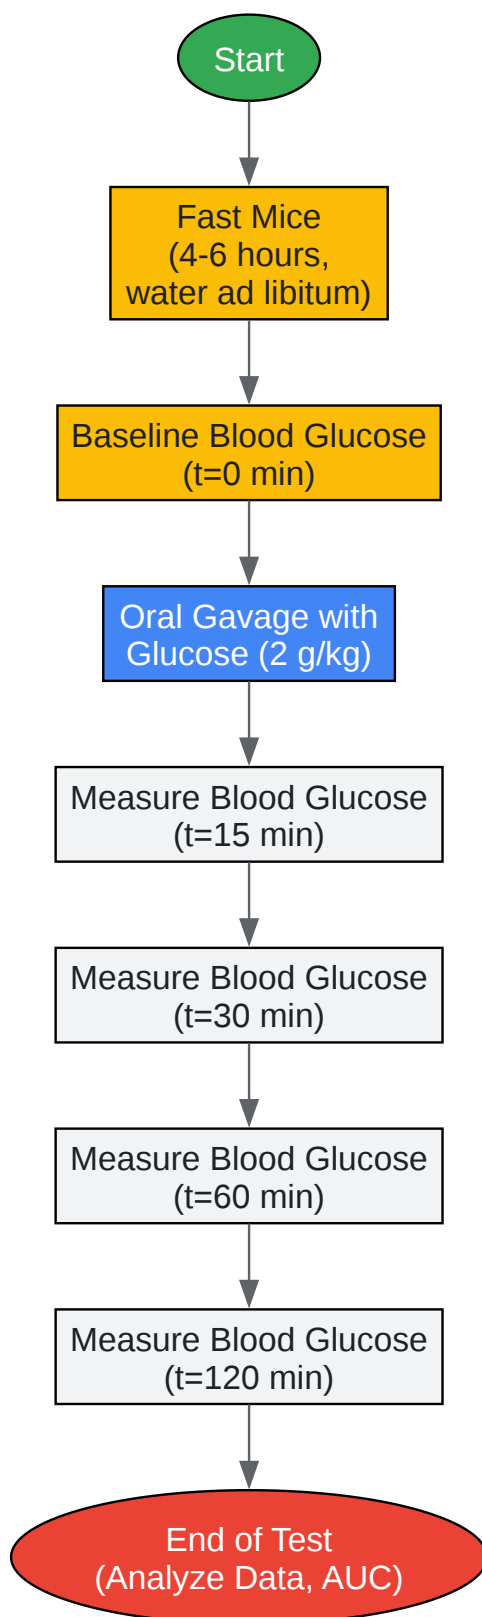 Start
Fast Mice
(4-6 hours,
water ad libitum)
Baseline Blood Glucose
(t=0 min)
Oral Gavage with
Glucose (2 g/kg)
Measure Blood Glucose
(t=15 min)
Measure Blood Glucose
(t=30 min)
Measure Blood Glucose
(t=60 min)
Measure Blood Glucose
(t=120 min)
End of Test
(Analyze Data, AUC)